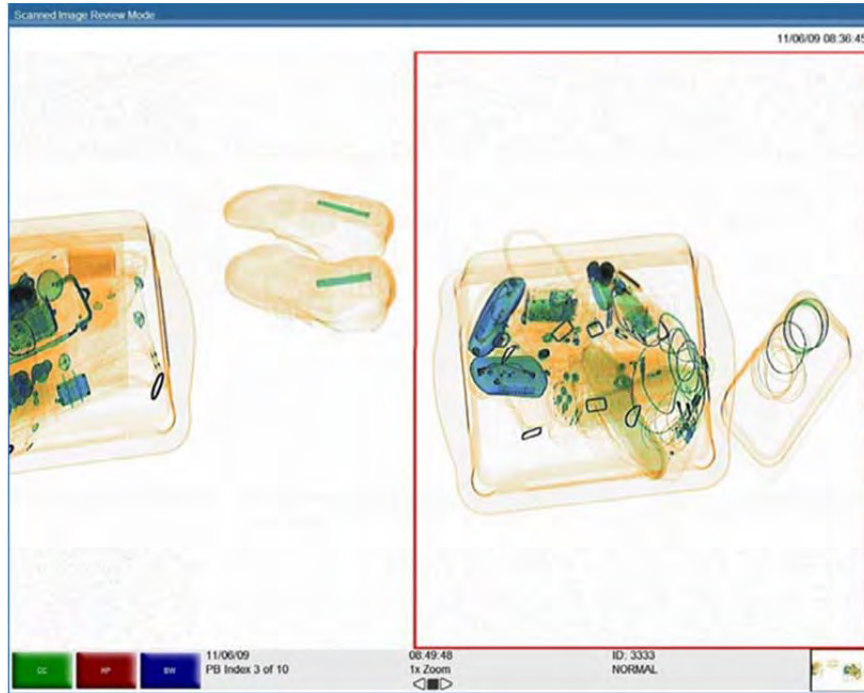 Scanned Image Review Mode
11/06/09 08:36:45
CC
HP
BW
11/06/09
PB Index 3 of 10
08:49:48
1x Zoom
ID: 3333
NORMAL